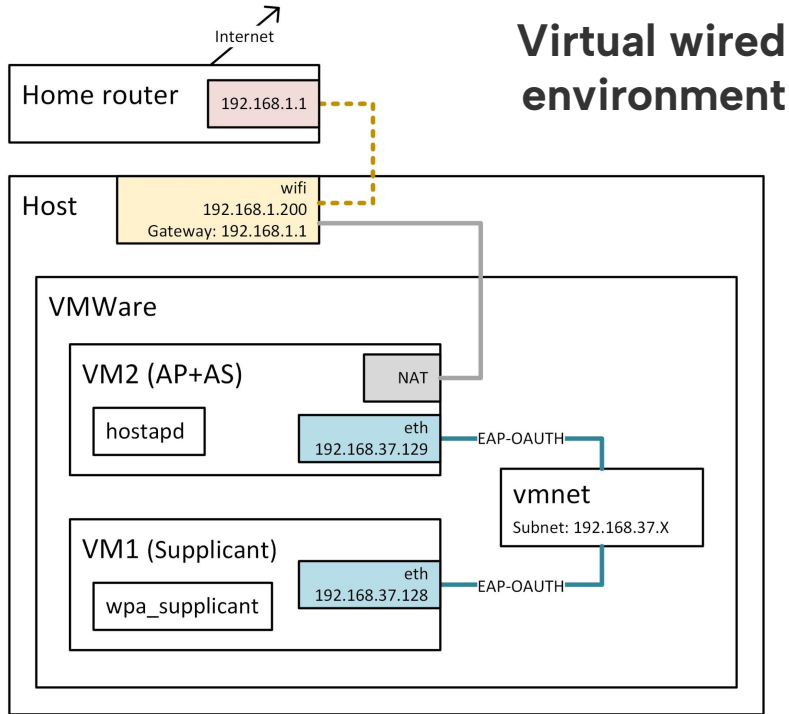 Virtual wired
environment
Internet
Home router
192.168.1.1
Host
wifi
192.168.1.200
Gateway: 192.168.1.1
VMWare
VM2 (AP+AS)
NAT
hostapd
eth
192.168.37.129
EAP-OAUTH
vmnet
Subnet: 192.168.37.X
VM1 (Supplicant)
wpa_supplicant
eth
192.168.37.128
EAP-OAUTH